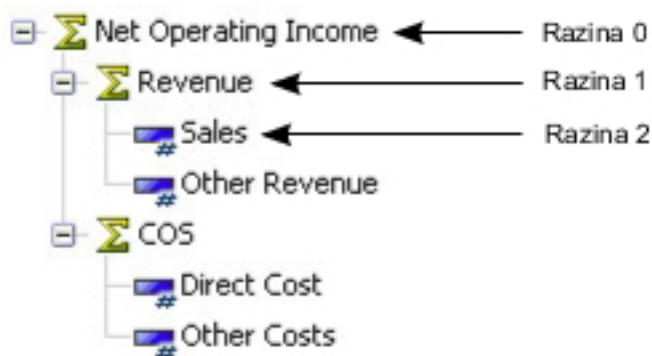 Net Operating Income Razina 0
Revenue Razina 1
Sales Razina 2
Other Revenue
COS
Direct Cost
Other Costs